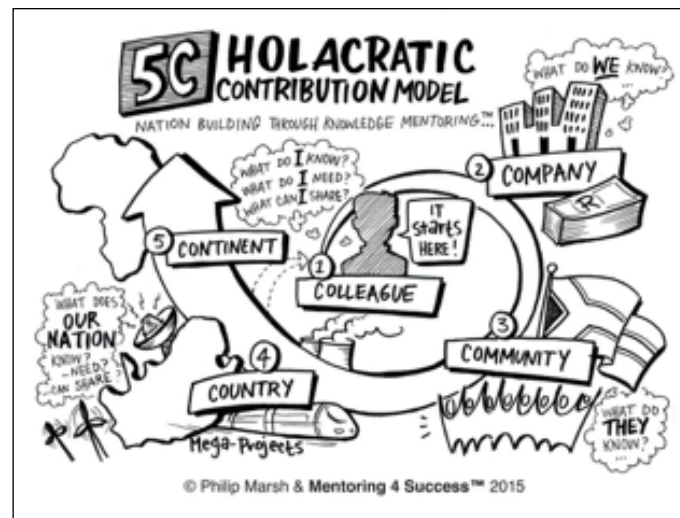 5C HOLACRATIC
CONTRIBUTION MODEL
NATION BUILDING THROUGH KNOWLEDGE MENTORING™...
WHAT DO WE KNOW?
...
WHAT DO I KNOW?
WHAT DO I NEED?
WHAT CAN I SHARE?
2 COMPANY
R
IT
STARTS
HERE!
5 CONTINENT
1
COLLEAGUE
WHAT DOES
OUR
NATION
KNOW?
...NEED?
CAN SHARE?
3
COMMUNITY
4
COUNTRY
Mega-Projects
WHAT DO
THEY
KNOW?
...
© Philip Marsh & Mentoring 4 Success™ 2015